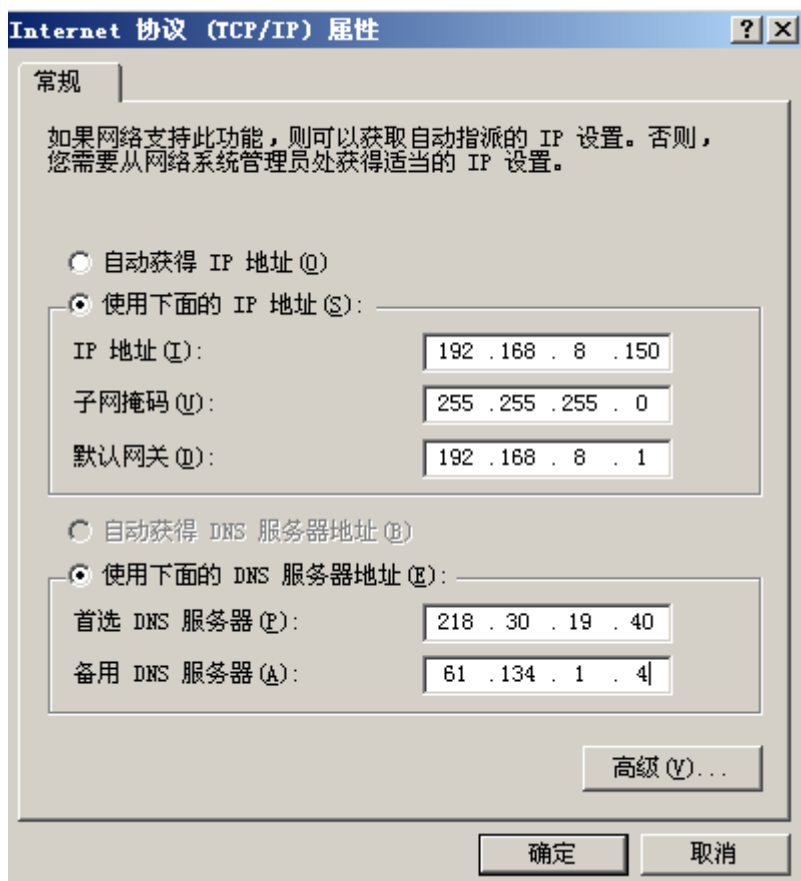 Internet 协议 (TCP/IP) 属性
常规
如果网络支持此功能，则可以获取自动指派的 IP 设置。否则，
您需要从网络系统管理员处获得适当的 IP 设置。
自动获得 IP 地址(O)
使用下面的 IP 地址(S):
IP 地址(I): 192 .168 . 8 .150
子网掩码(U): 255 .255 .255 . 0
默认网关(D): 192 .168 . 8 . 1
自动获得 DNS 服务器地址(B)
使用下面的 DNS 服务器地址(E):
首选 DNS 服务器(P): 218 . 30 . 19 . 40
备用 DNS 服务器(A): 61 .134 . 1 . 4
高级(V)...
确定 取消